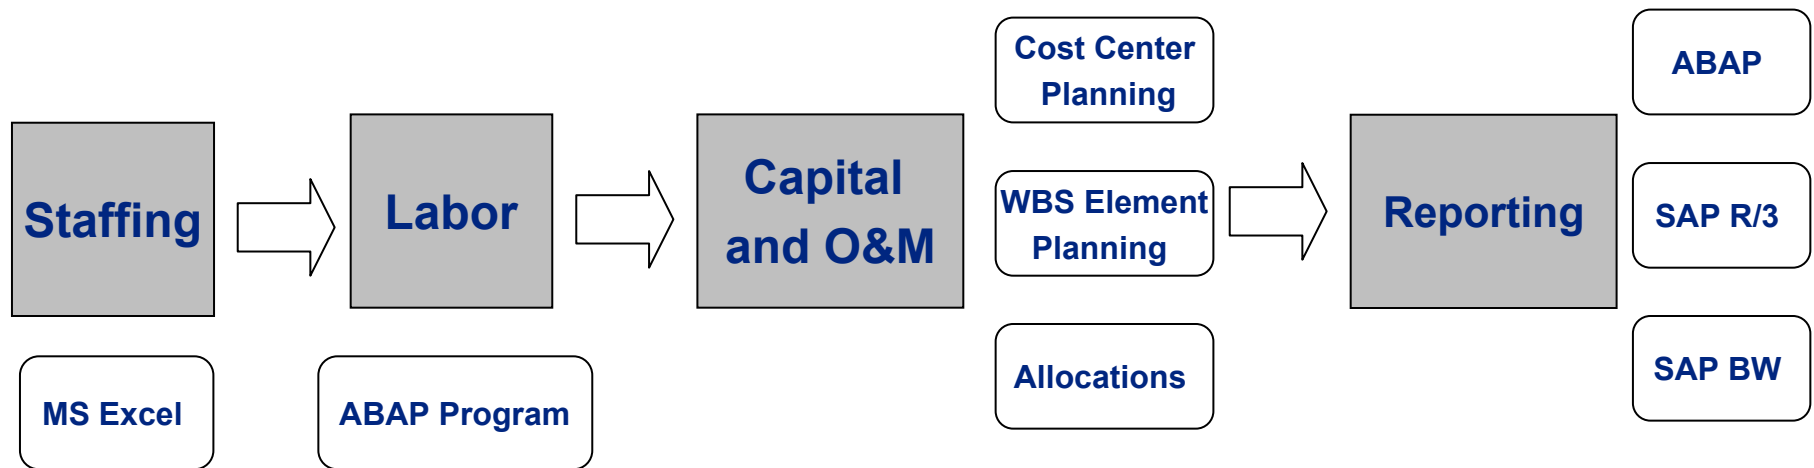 Staffing
MS Excel
Labor
ABAP Program
Capital
and O&M
Cost Center
Planning
WBS Element
Planning
Allocations
Reporting
ABAP
SAP R/3
SAP BW